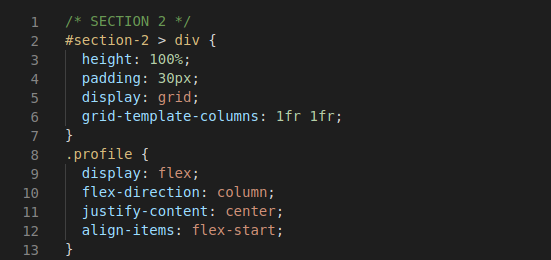 1 /* SECTION 2 */
2 #section-2 > div {
3   height: 100%;
4   padding: 30px;
5   display: grid;
6   grid-template-columns: 1fr 1fr;
7 }
8 .profile {
9   display: flex;
10   flex-direction: column;
11   justify-content: center;
12   align-items: flex-start;
13 }